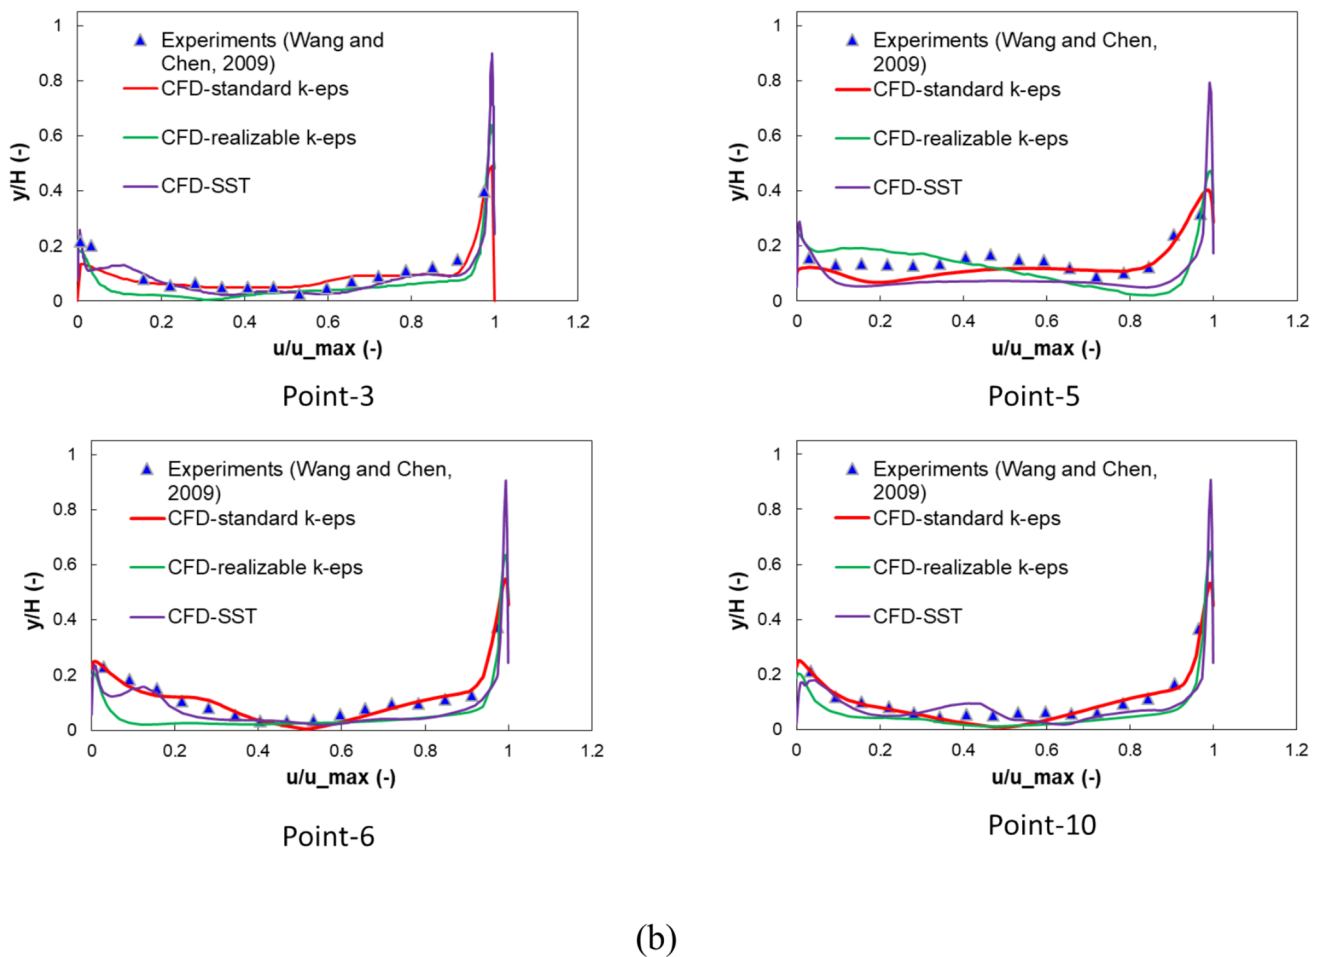 1
0.8
0.6
0.4
0.2
0
y/H (-)
Experiments (Wang and
Chen, 2009)
CFD-standard k-eps
CFD-realizable k-eps
CFD-SST
0 0.2 0.4 0.6 0.8 1 1.2
u/u_max (-)
Point-3
1
0.8
0.6
0.4
0.2
0
y/H (-)
Experiments (Wang and Chen,
2009)
CFD-standard k-eps
CFD-realizable k-eps
CFD-SST
0 0.2 0.4 0.6 0.8 1 1.2
u/u_max (-)
Point-5
1
0.8
0.6
0.4
0.2
0
y/H (-)
Experiments (Wang and Chen,
2009)
CFD-standard k-eps
CFD-realizable k-eps
CFD-SST
0 0.2 0.4 0.6 0.8 1 1.2
u/u_max (-)
Point-6
1
0.8
0.6
0.4
0.2
0
y/H (-)
Experiments (Wang and Chen,
2009)
CFD-standard k-eps
CFD-realizable k-eps
CFD-SST
0 0.2 0.4 0.6 0.8 1 1.2
u/u_max (-)
Point-10
(b)